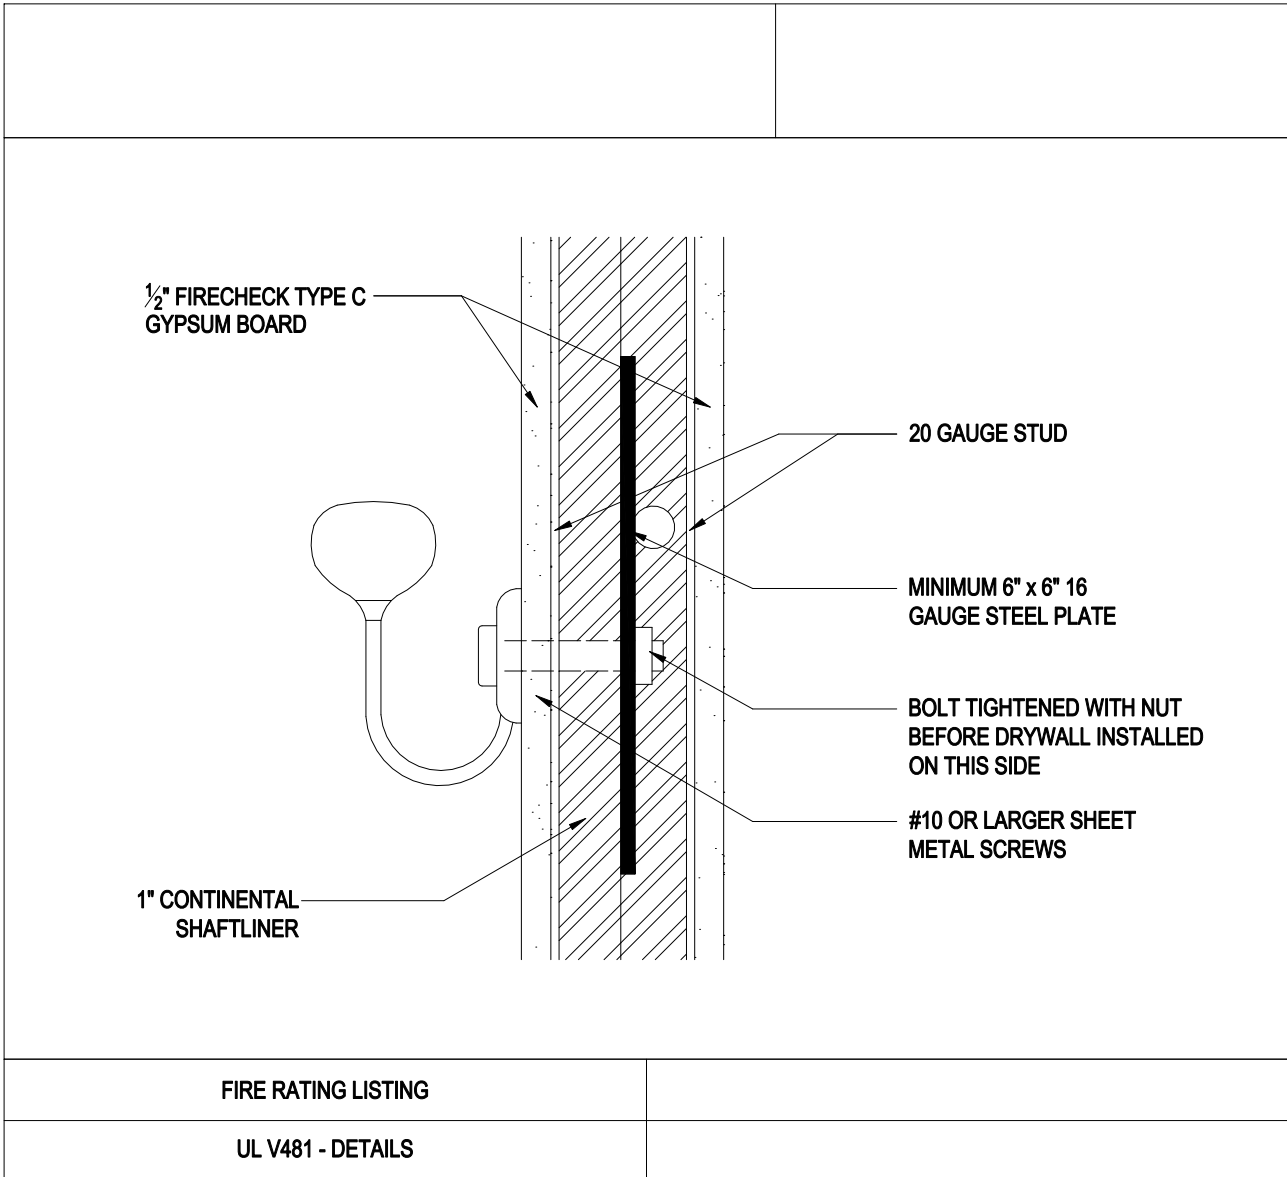 ½" FIRECHECK TYPE C
GYPSUM BOARD
20 GAUGE STUD
MINIMUM 6" x 6" 16
GAUGE STEEL PLATE
BOLT TIGHTENED WITH NUT
BEFORE DRYWALL INSTALLED
ON THIS SIDE
#10 OR LARGER SHEET
METAL SCREWS
1" CONTINENTAL
SHAFTLINER
FIRE RATING LISTING
UL V481 - DETAILS